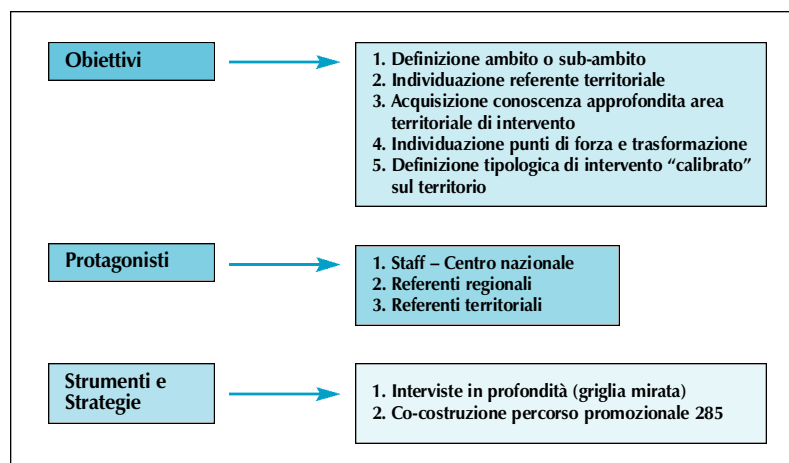 Obiettivi
1. Definizione ambito o sub-ambito
2. Individuazione referente territoriale
3. Acquisizione conoscenza approfondita area
territoriale di intervento
4. Individuazione punti di forza e trasformazione
5. Definizione tipologica di intervento “calibrato”
sul territorio
Protagonisti
1. Staff – Centro nazionale
2. Referenti regionali
3. Referenti territoriali
Strumenti e
Strategie
1. Interviste in profondità (griglia mirata)
2. Co-costruzione percorso promozionale 285